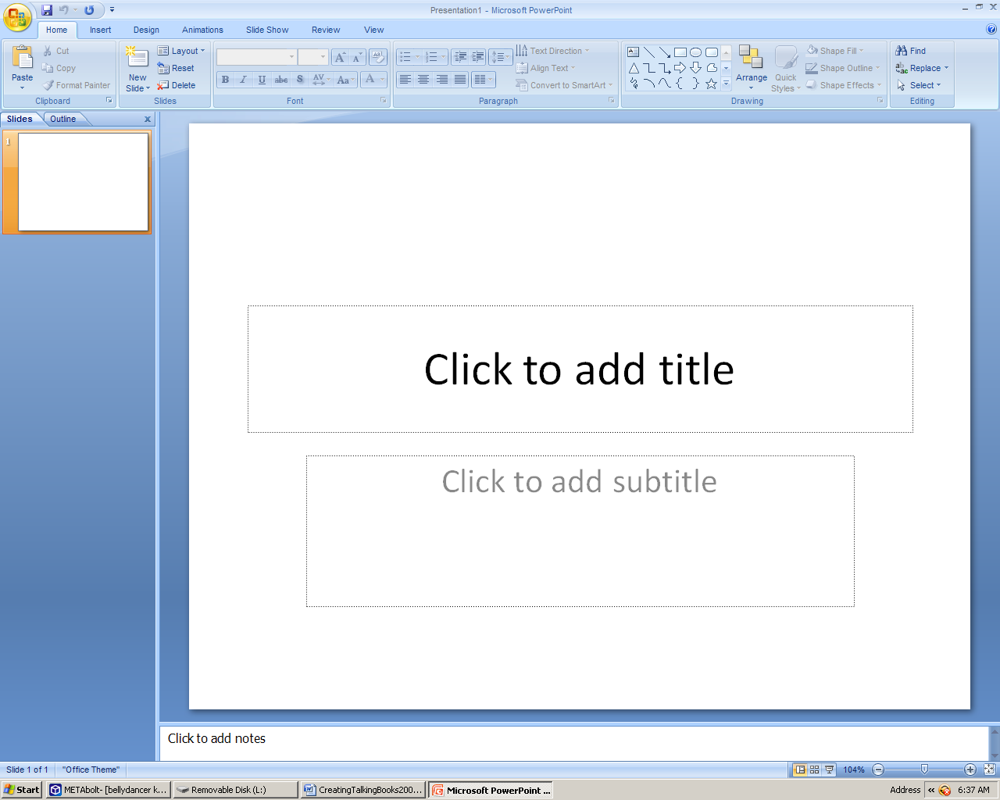 Presentation1 - Microsoft PowerPoint
Home Insert Design Animations Slide Show Review View
Paste
Cut
Copy
Format Painter
Clipboard
New Slide
Layout
Reset
Delete
Slides
B I U abc S AV Aa A
Font
Text Direction
Align Text
Convert to SmartArt
Paragraph
Arrange
Quick Styles
Shape Fill
Shape Outline
Shape Effects
Drawing
Find
Replace
Select
Editing
Slides Outline x
1
Click to add title
Click to add subtitle
Click to add notes
Slide 1 of 1 "Office Theme" 104%
Start METAbolt- [bellydancer k... Removable Disk (L:) CreatingTalkingBooks200... Microsoft PowerPoint ... Address « 6:37 AM